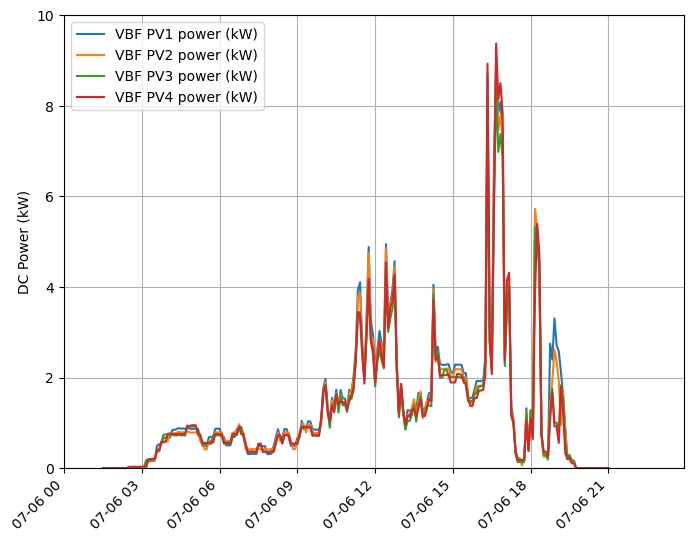 VBF PV1 power (kW)
VBF PV2 power (kW)
VBF PV3 power (kW)
VBF PV4 power (kW)
DC Power (kW)
10
8
6
4
2
0
07-06 00
07-06 03
07-06 06
07-06 09
07-06 12
07-06 15
07-06 18
07-06 21